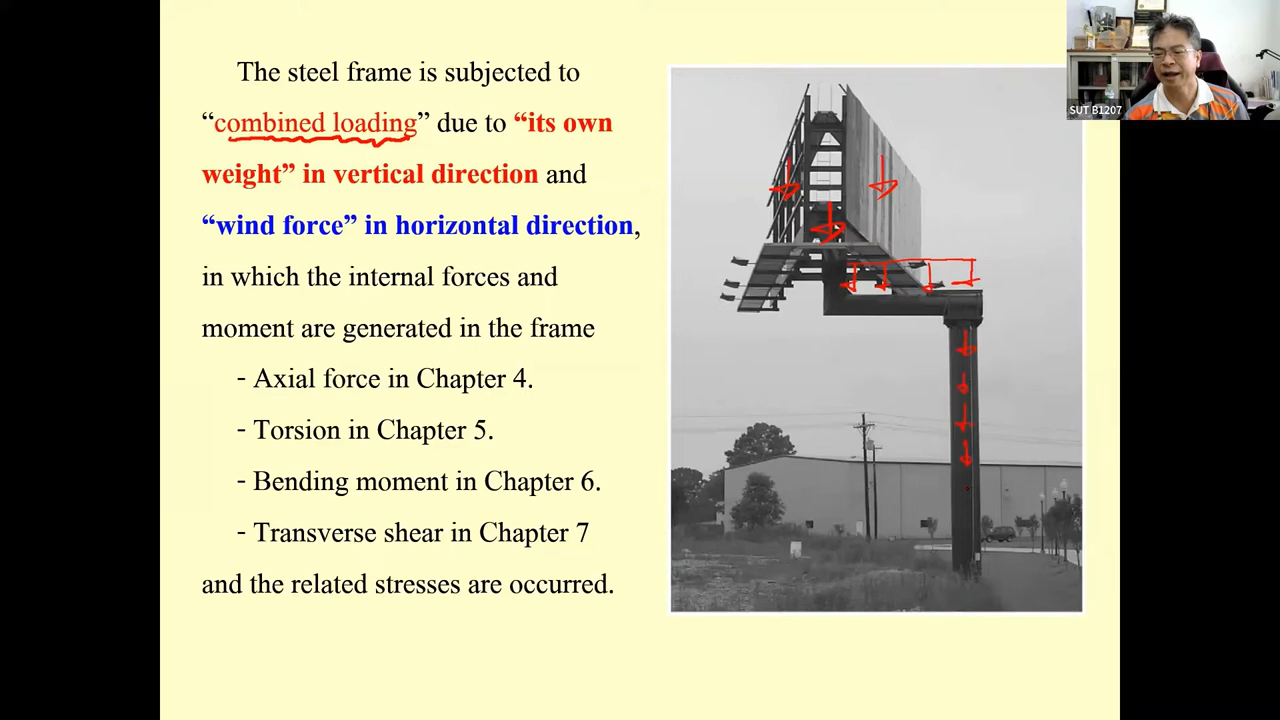 The steel frame is subjected to
“combined loading” due to “its own
weight” in vertical direction and
“wind force” in horizontal direction,
in which the internal forces and
moment are generated in the frame
- Axial force in Chapter 4.
- Torsion in Chapter 5.
- Bending moment in Chapter 6.
- Transverse shear in Chapter 7
and the related stresses are occurred.
SUT B1207